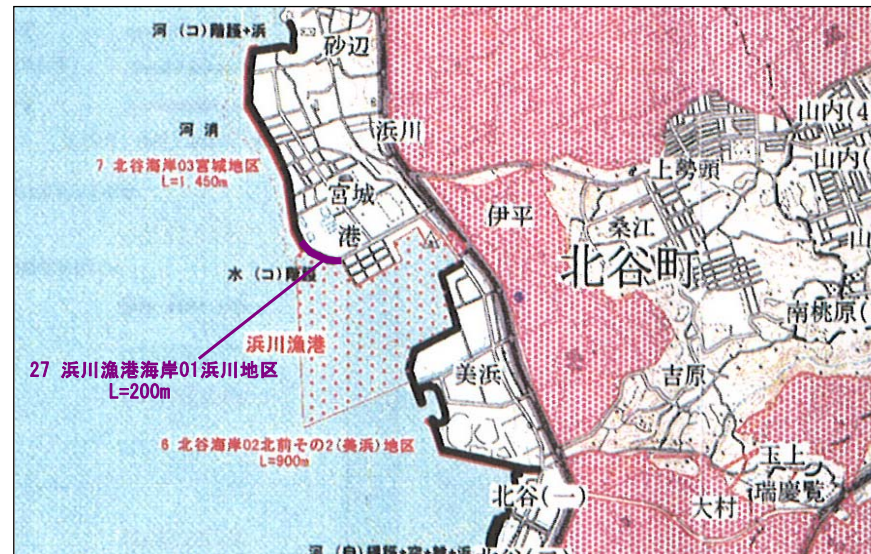 河 (コ)階護+浜
砂辺
山内(4
河 消
浜川
山内(
7 北谷海岸03宮城地区
L=1,450m
上勢頭
宮城
伊平
桑江
山
港
北谷町
水 (コ)階護
南桃原(
浜川漁港
27 浜川漁港海岸01浜川地区
L=200m
美浜
吉原
6 北谷海岸02北前その2(美浜)地区
L=900m
玉上
北谷(一)
大村
瑞慶覧